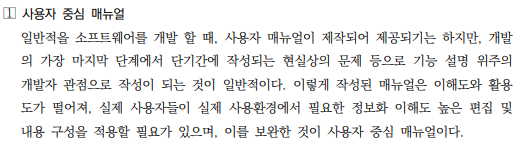 1 사용자 중심 매뉴얼
일반적을 소프트웨어를 개발 할 때, 사용자 매뉴얼이 제작되어 제공되기는 하지만, 개발
의 가장 마지막 단계에서 단기간에 작성되는 현실상의 문제 등으로 기능 설명 위주의
개발자 관점으로 작성이 되는 것이 일반적이다. 이렇게 작성된 매뉴얼은 이해도와 활용
도가 떨어져, 실제 사용자들이 실제 사용환경에서 필요한 정보화 이해도 높은 편집 및
내용 구성을 적용할 필요가 있으며, 이를 보완한 것이 사용자 중심 매뉴얼이다.